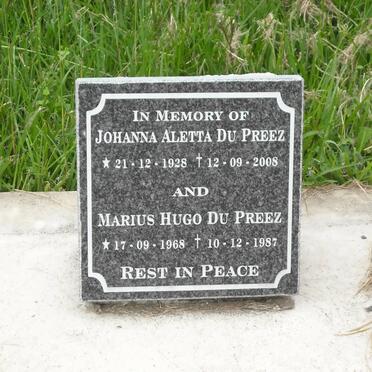 IN MEMORY OF
JOHANNA ALETTA DU PREEZ
★ 21 - 12 - 1928 † 12 - 09 - 2008
AND
MARIUS HUGO DU PREEZ
★ 17 - 09 - 1968 † 10 - 12 - 1987
REST IN PEACE